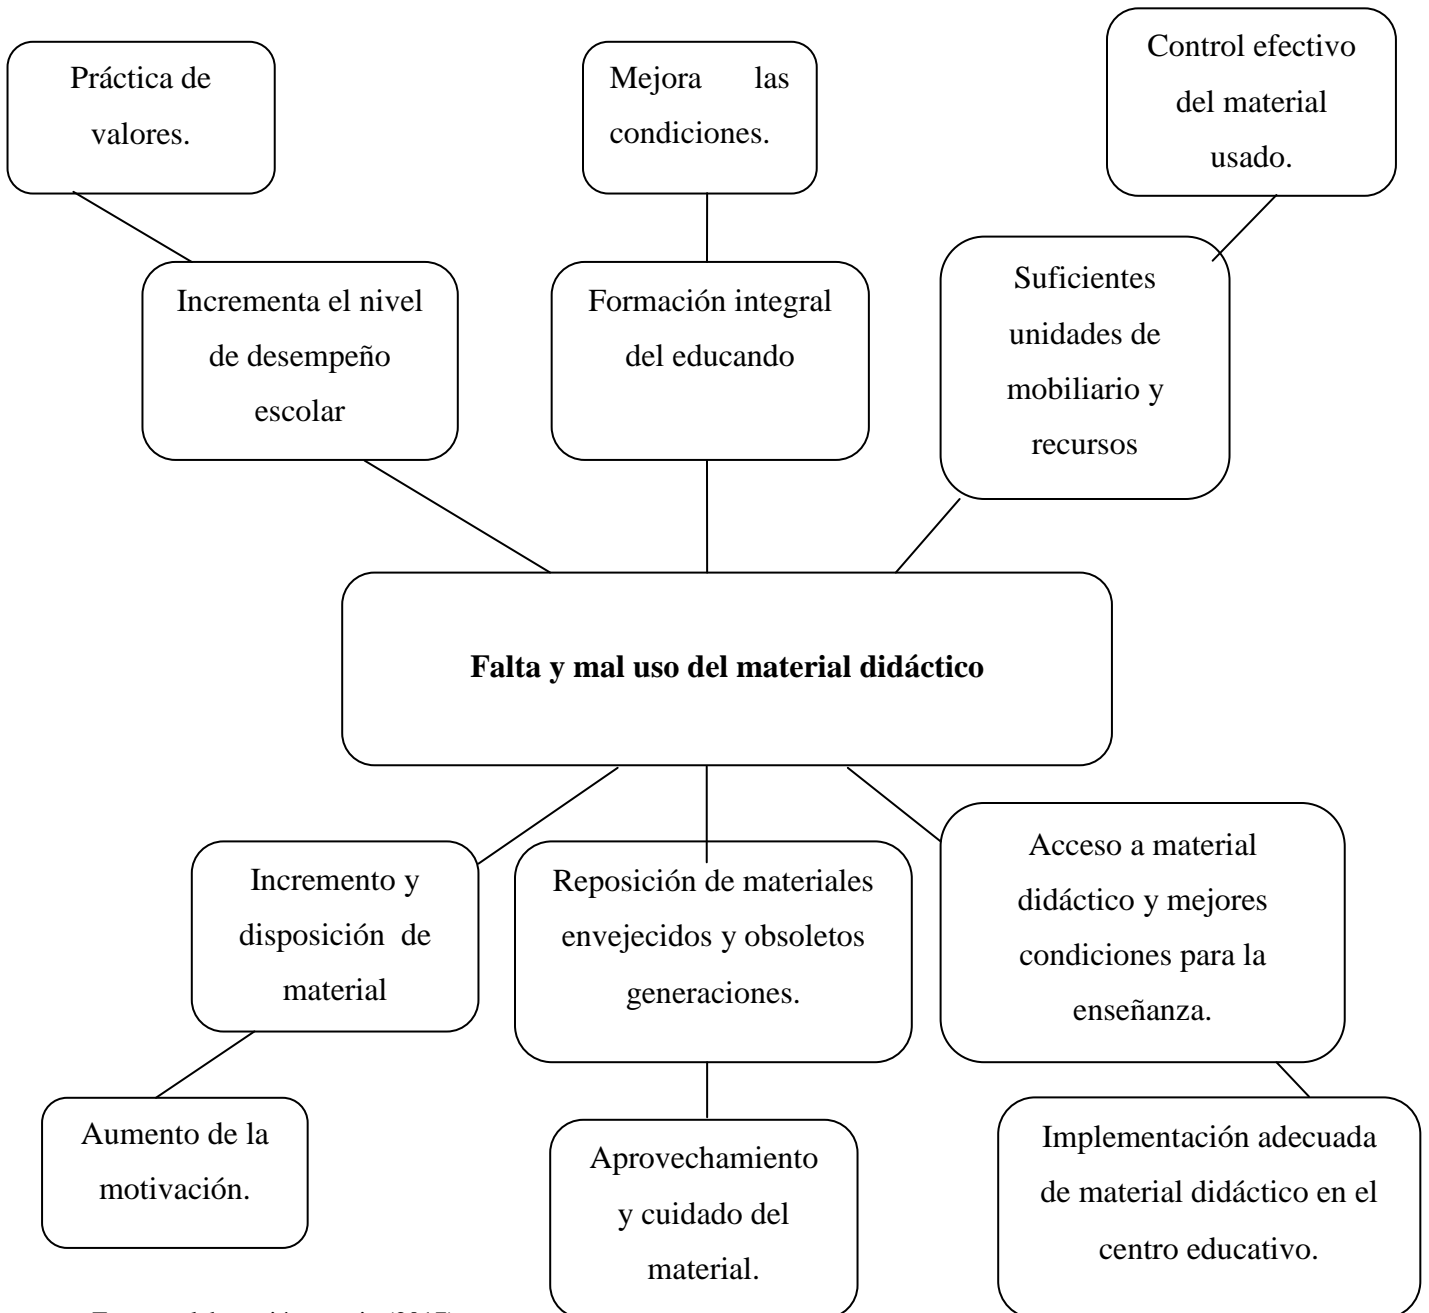 Práctica de
valores.
Mejora las
condiciones.
Control efectivo
del material
usado.
Incrementa el nivel
de desempeño
escolar
Formación integral
del educando
Suficientes
unidades de
mobiliario y
recursos
Falta y mal uso del material didáctico
Incremento y
disposición de
material
Reposición de materiales
envejecidos y obsoletos
generaciones.
Acceso a material
didáctico y mejores
condiciones para la
enseñanza.
Aumento de la
motivación.
Aprovechamiento
y cuidado del
material.
Implementación adecuada
de material didáctico en el
centro educativo.